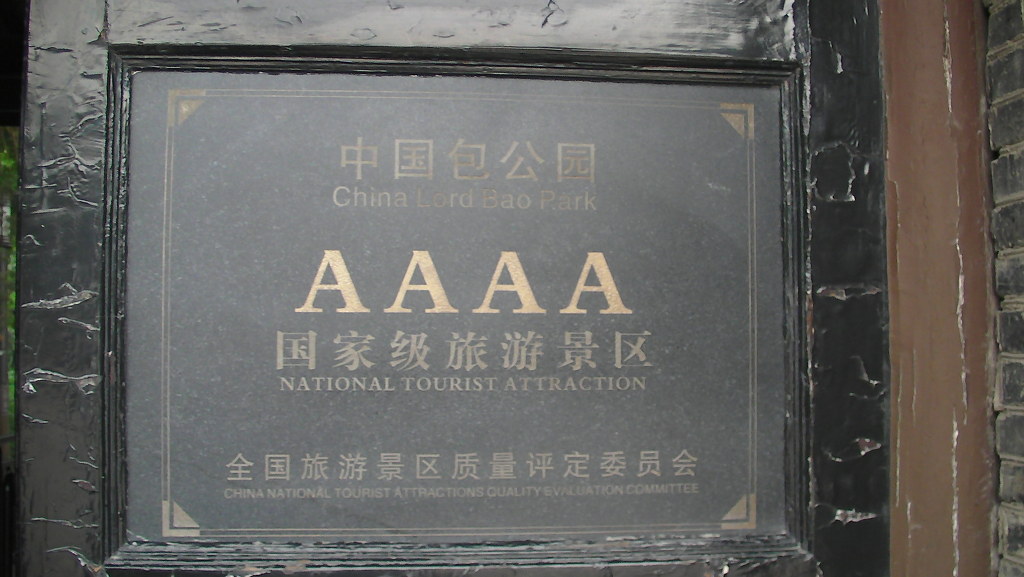 中国包公园
China Lord Bao Park
AAAA
国家级旅游景区
NATIONAL TOURIST ATTRACTION
全国旅游景区质量评定委员会
CHINA NATIONAL TOURIST ATTRACTIONS QUALITY EVALUATION COMMITTEE